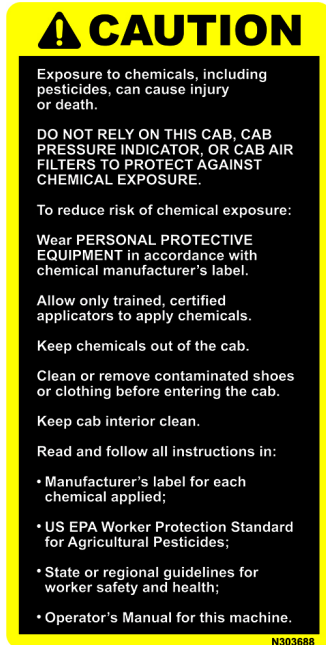 CAUTION
Exposure to chemicals, including
pesticides, can cause injury
or death.
DO NOT RELY ON THIS CAB, CAB
PRESSURE INDICATOR, OR CAB AIR
FILTERS TO PROTECT AGAINST
CHEMICAL EXPOSURE.
To reduce risk of chemical exposure:
Wear PERSONAL PROTECTIVE
EQUIPMENT in accordance with
chemical manufacturer's label.
Allow only trained, certified
applicators to apply chemicals.
Keep chemicals out of the cab.
Clean or remove contaminated shoes
or clothing before entering the cab.
Keep cab interior clean.
Read and follow all instructions in:
• Manufacturer's label for each
chemical applied;
• US EPA Worker Protection Standard
for Agricultural Pesticides;
• State or regional guidelines for
worker safety and health;
• Operator's Manual for this machine.
N303688